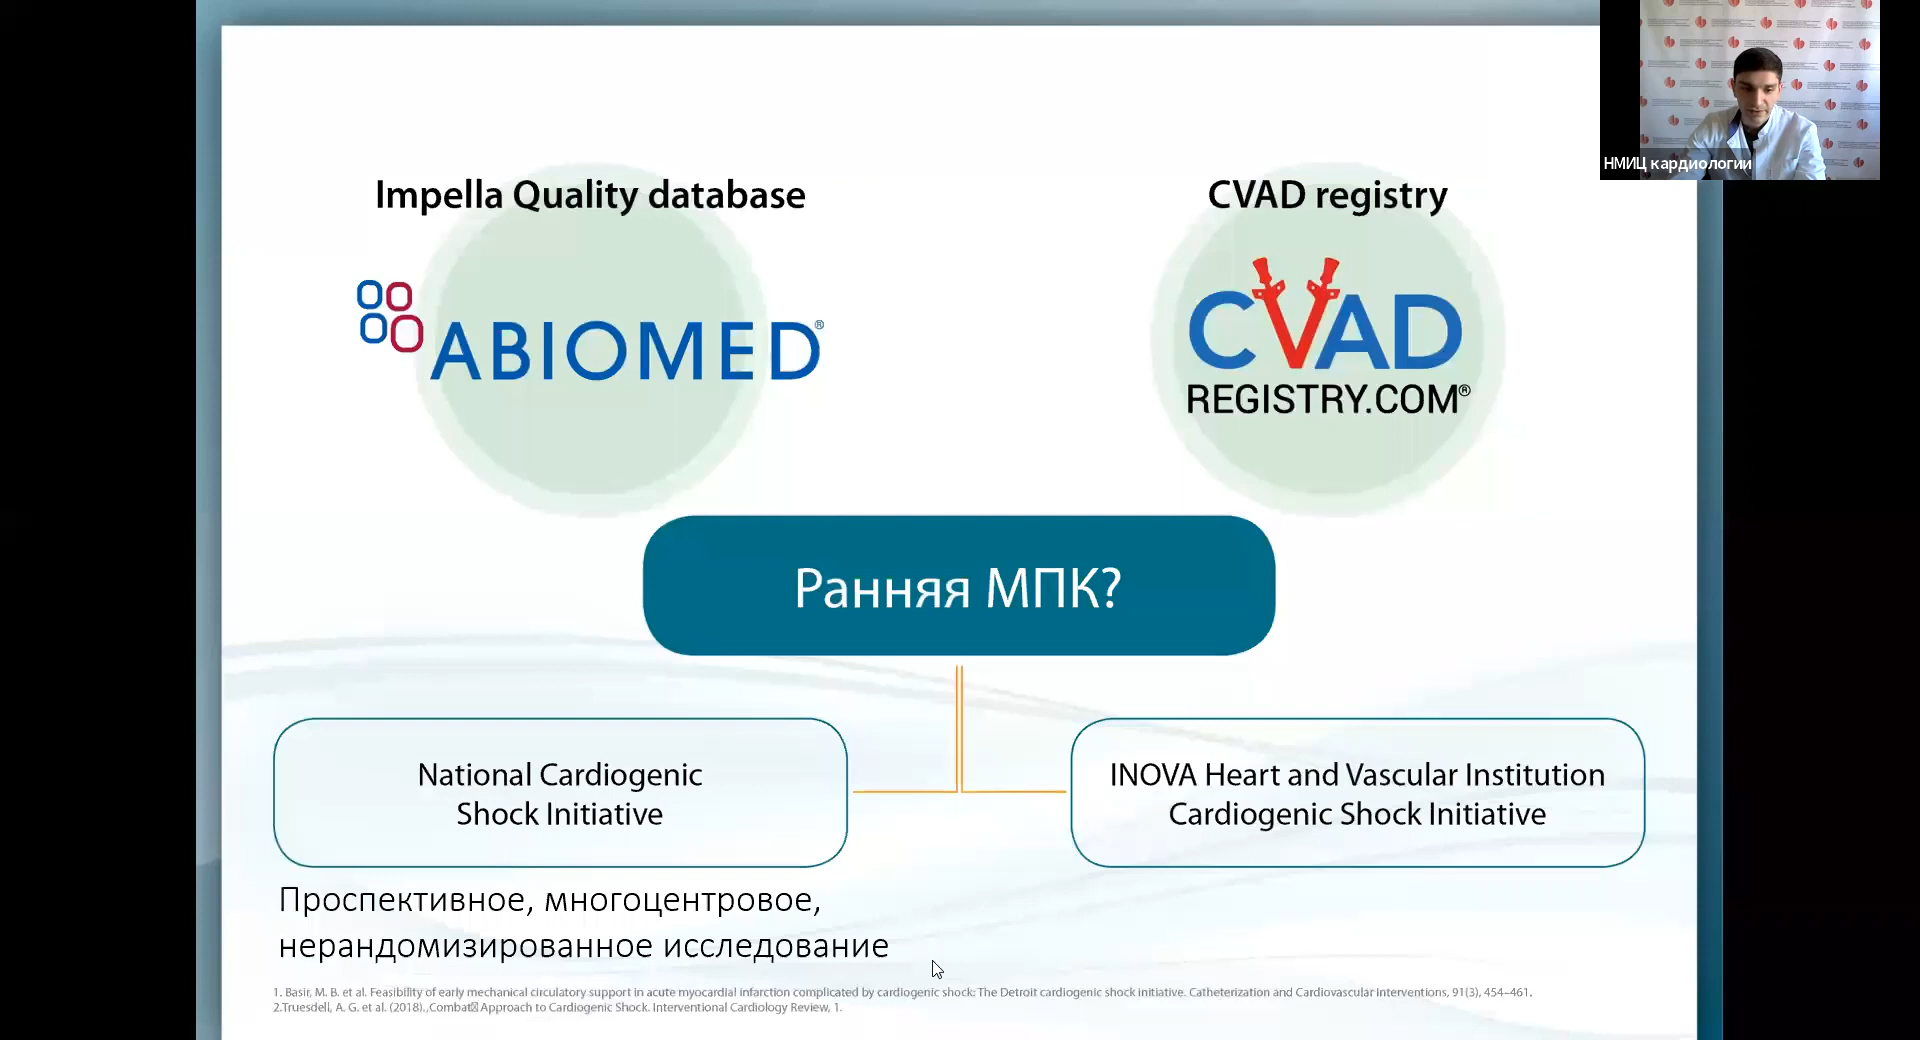 Impella Quality database
ABIOMED®
CVAD registry
CVAD
REGISTRY.COM®
НМИЦ кардиологии
Ранняя МПК?
National Cardiogenic
Shock Initiative
INOVA Heart and Vascular Institution
Cardiogenic Shock Initiative
Проспективное, многоцентровое,
нерандомизированное исследование
1. Basir, M. B. et al. Feasibility of early mechanical circulatory support in acute myocardial infarction complicated by cardiogenic shock: The Detroit cardiogenic shock initiative. Catheterization and Cardiovascular Interventions, 91(3), 454–461.
2.Truesdell, A. G. et al. (2018). „Combat Approach to Cardiogenic Shock. Interventional Cardiology Review, 1.